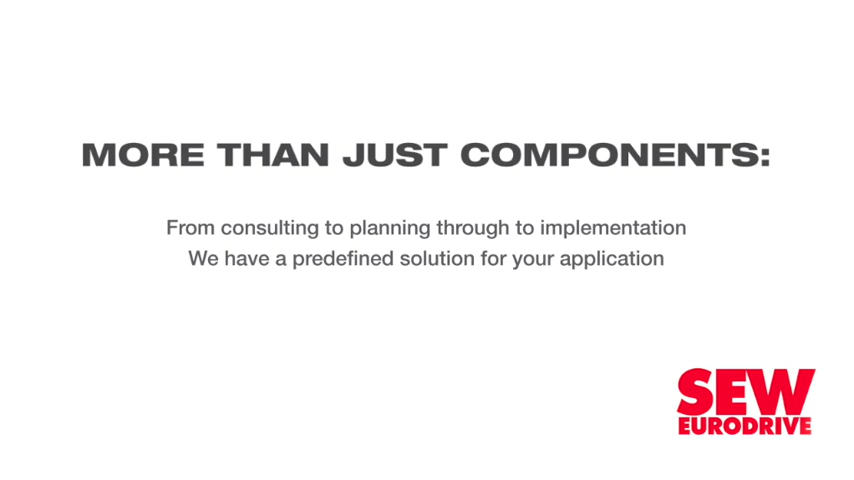 MORE THAN JUST COMPONENTS:
From consulting to planning through to implementation
We have a predefined solution for your application
SEW
EURODRIVE